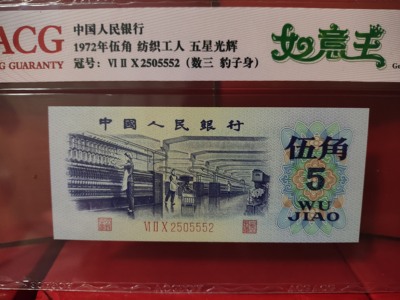 ACG
GUARANTY
中国人民银行
1972年伍角 纺织工人 五星光辉
冠号：VI II X 2505552（数三 豹子身）
如意王
G
中國人民銀行
伍角
5
WU
JIAO
VI II X 2505552